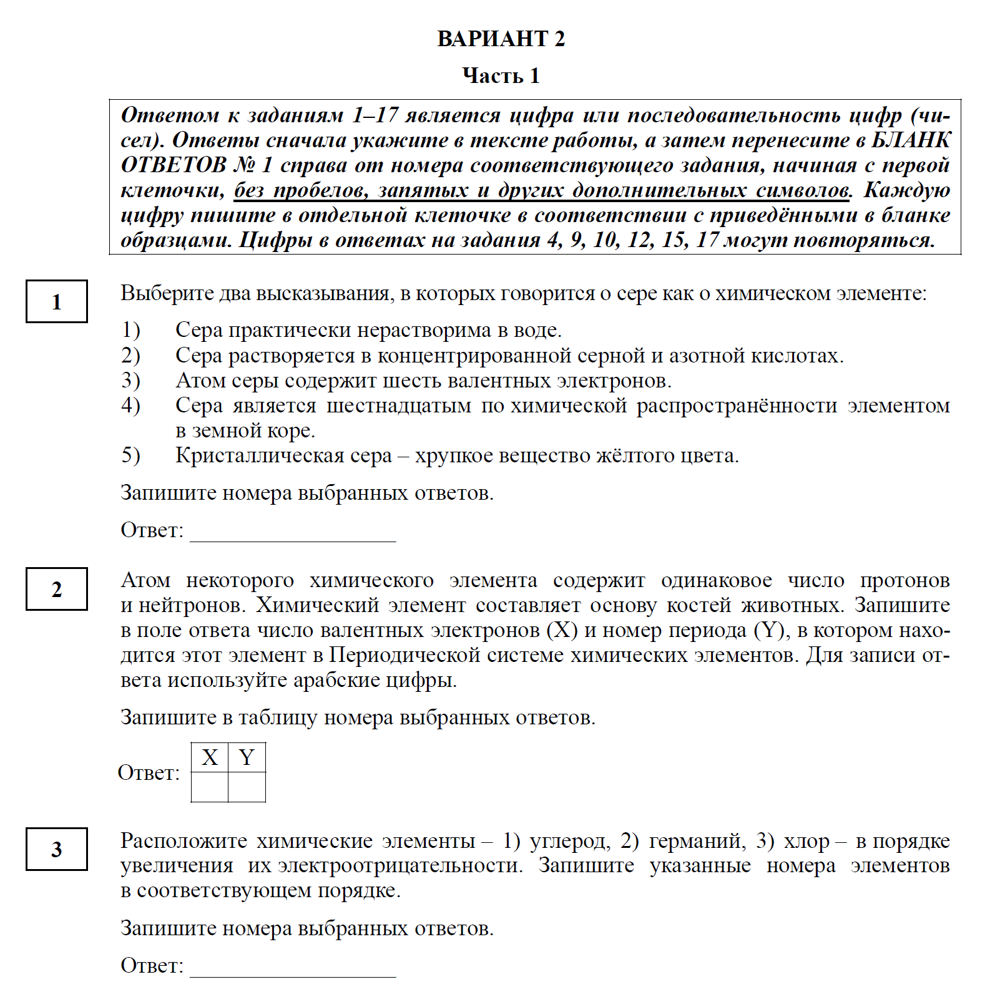 ВАРИАНТ 2
Часть 1
Ответом к заданиям 1–17 является цифра или последовательность цифр (чи-
сел). Ответы сначала укажите в тексте работы, а затем перенесите в БЛАНК
ОТВЕТОВ № 1 справа от номера соответствующего задания, начиная с первой
клеточки, без пробелов, запятых и других дополнительных символов. Каждую
цифру пишите в отдельной клеточке в соответствии с приведёнными в бланке
образцами. Цифры в ответах на задания 4, 9, 10, 12, 15, 17 могут повторяться.
1
Выберите два высказывания, в которых говорится о сере как о химическом элементе:
1) Сера практически нерастворима в воде.
2) Сера растворяется в концентрированной серной и азотной кислотах.
3) Атом серы содержит шесть валентных электронов.
4) Сера является шестнадцатым по химической распространённости элементом
в земной коре.
5) Кристаллическая сера – хрупкое вещество жёлтого цвета.
Запишите номера выбранных ответов.
Ответ:
2
Атом некоторого химического элемента содержит одинаковое число протонов
и нейтронов. Химический элемент составляет основу костей животных. Запишите
в поле ответа число валентных электронов (X) и номер периода (Y), в котором нахо-
дится этот элемент в Периодической системе химических элементов. Для записи от-
вета используйте арабские цифры.
Запишите в таблицу номера выбранных ответов.
X Y
Ответ:
3
Расположите химические элементы – 1) углерод, 2) германий, 3) хлор – в порядке
увеличения их электроотрицательности. Запишите указанные номера элементов
в соответствующем порядке.
Запишите номера выбранных ответов.
Ответ: